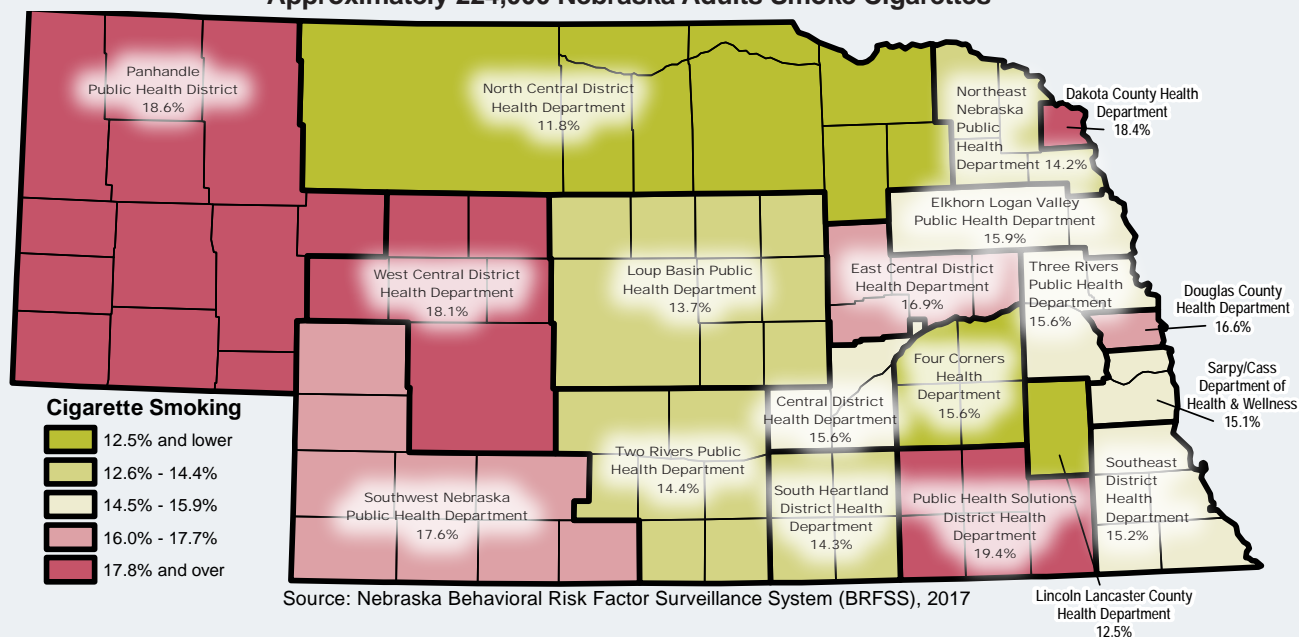 Approximately 224,000 Nebraska Adults Smoke Cigarettes
Panhandle
Public Health District
18.6%
North Central District
Health Department
11.8%
Northeast
Nebraska
Public
Health
Department 14.2%
Dakota County Health
Department
18.4%
Elkhorn Logan Valley
Public Health Department
15.9%
West Central District
Health Department
18.1%
Loup Basin Public
Health Department
13.7%
East Central District
Health Department
16.9%
Three Rivers
Public Health
Department
15.6%
Douglas County
Health Department
16.6%
Four Corners
Health
Department
15.6%
Sarpy/Cass
Department of
Health & Wellness
15.1%
Central District
Health Department
15.6%
Two Rivers Public
Health Department
14.4%
Southwest Nebraska
Public Health Department
17.6%
South Heartland
District Health
Department
14.3%
Public Health Solutions
District Health
Department
19.4%
Southeast
District
Health
Department
15.2%
Lincoln Lancaster County
Health Department
12.5%
Cigarette Smoking
12.5% and lower
12.6% - 14.4%
14.5% - 15.9%
16.0% - 17.7%
17.8% and over
Source: Nebraska Behavioral Risk Factor Surveillance System (BRFSS), 2017